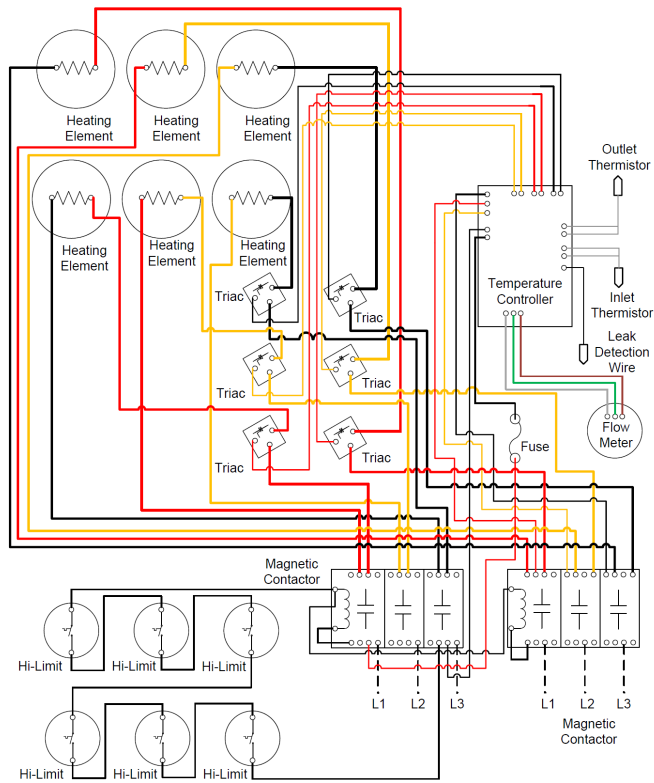 Heating
Element
Heating
Element
Heating
Element
Outlet
Thermistor
Heating
Element
Heating
Element
Heating
Element
Temperature
Controller
Inlet
Thermistor
Triac
Triac
Leak
Detection
Wire
Triac
Triac
Flow
Meter
Fuse
Triac
Triac
Magnetic
Contactor
Hi-Limit
Hi-Limit
Hi-Limit
L1
L2
L3
L1
L2
L3
Magnetic
Contactor
Hi-Limit
Hi-Limit
Hi-Limit